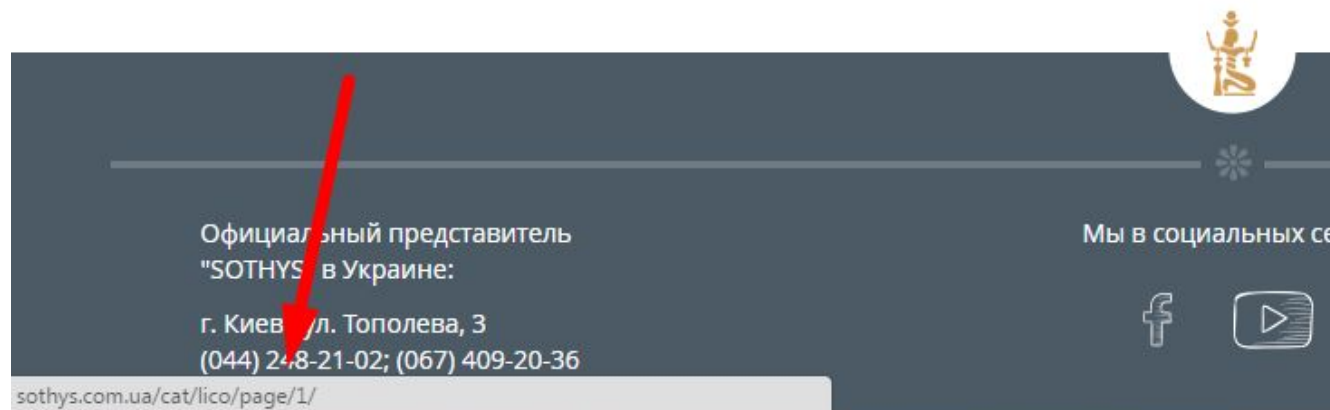 Официальный представитель
"SOTHYS" в Украине:
г. Киев, ул. Тополева, 3
(044) 248-21-02; (067) 409-20-36
Мы в социальных се
sothys.com.ua/cat/lico/page/1/